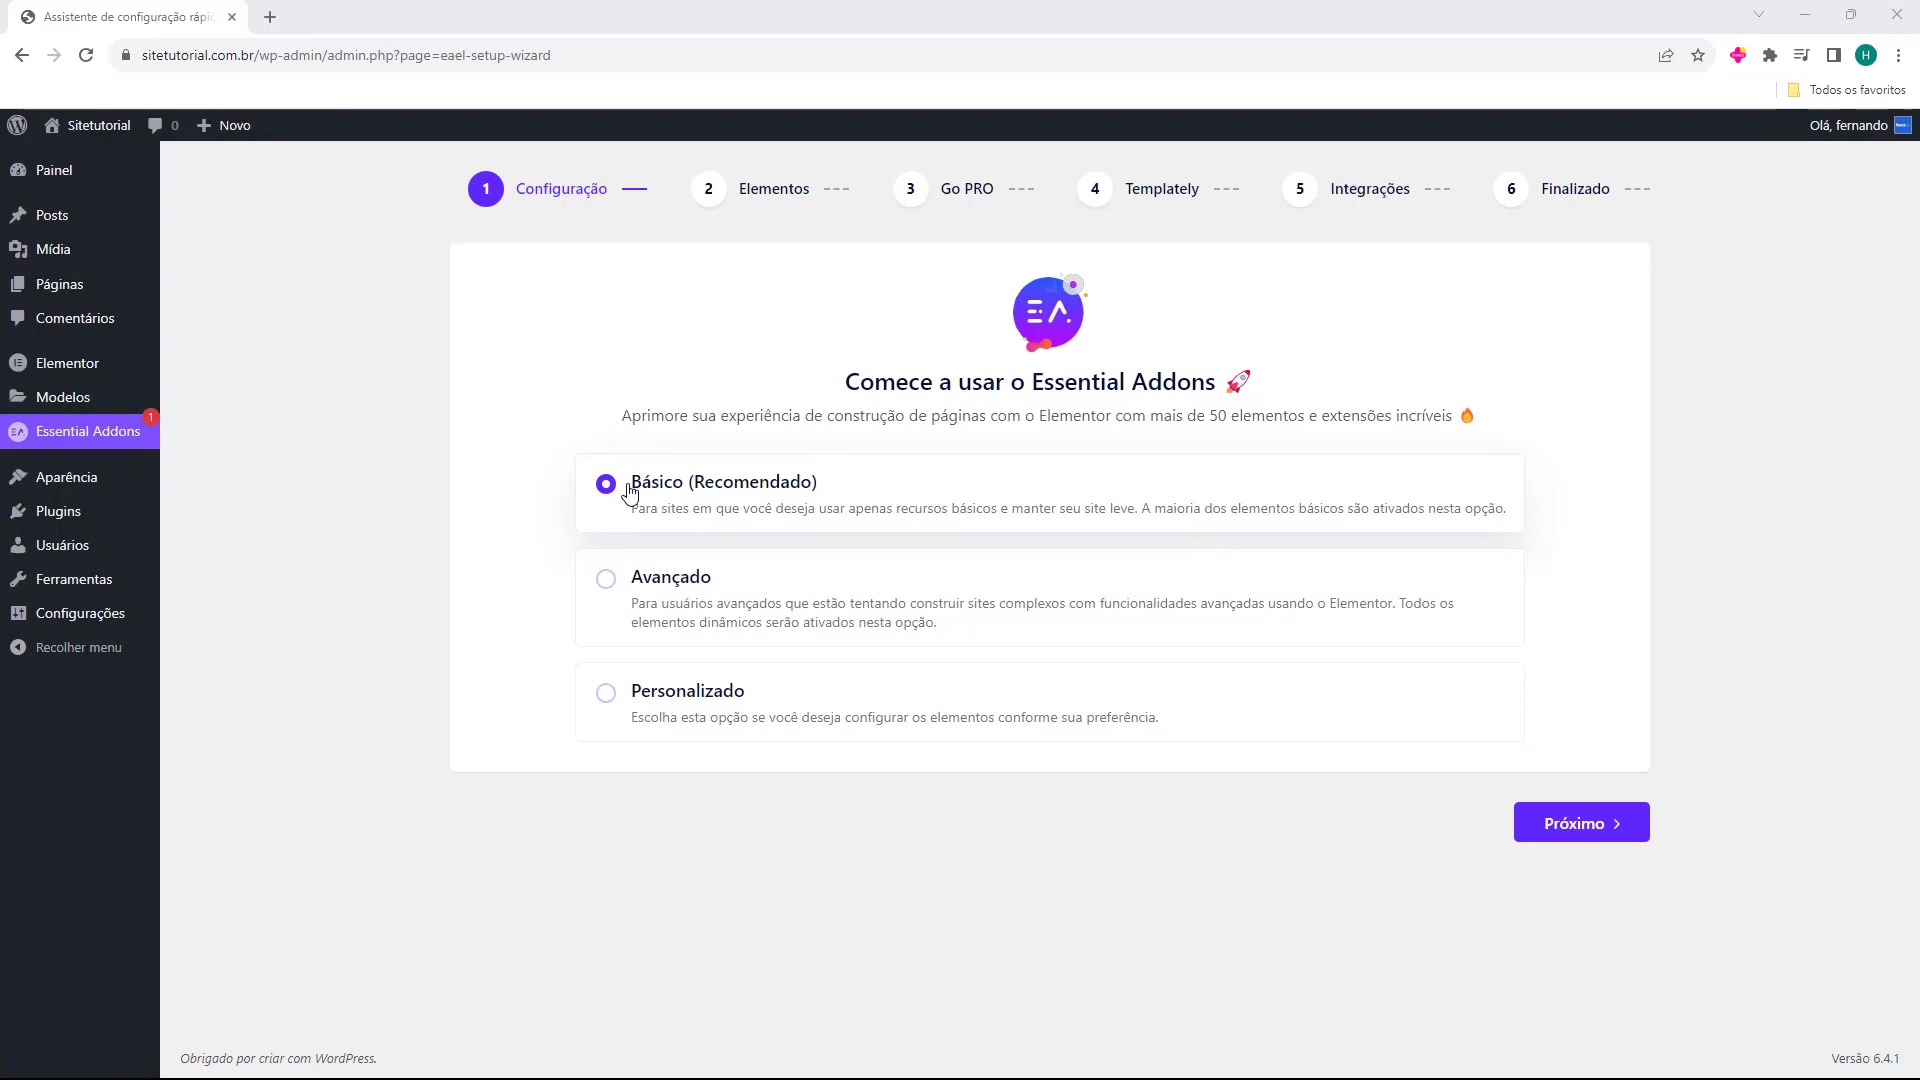 Assistente de configuração rápi
sitetutorial.com.br/wp-admin/admin.php?page=eael-setup-wizard
H
Todos os favoritos
Sitetutorial
0
Novo
Olá, fernando
Painel
Posts
Mídia
Páginas
Comentários
Elementor
Modelos
Essential Addons
1
Aparência
Plugins
Usuários
Ferramentas
Configurações
Recolher menu
1 Configuração
2 Elementos
3 Go PRO
4 Templately
5 Integrações
6 Finalizado
EA
Comece a usar o Essential Addons 🚀
Aprimore sua experiência de construção de páginas com o Elementor com mais de 50 elementos e extensões incríveis 🔥
Básico (Recomendado)
Para sites em que você deseja usar apenas recursos básicos e manter seu site leve. A maioria dos elementos básicos são ativados nesta opção.
Avançado
Para usuários avançados que estão tentando construir sites complexos com funcionalidades avançadas usando o Elementor. Todos os
elementos dinâmicos serão ativados nesta opção.
Personalizado
Escolha esta opção se você deseja configurar os elementos conforme sua preferência.
Próximo >
Obrigado por criar com WordPress.
Versão 6.4.1